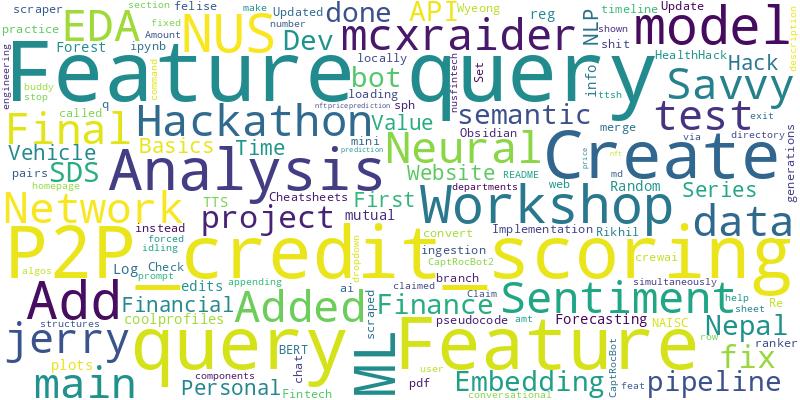 scraper Wyeong felise Updated timeline Update
practice EDA NUS Dev done API reg NLP model
section fixed number make shown description
Amount mcxraider
engineering Forest ipynb locally shit HealthHack Hack
Feature query bot info Set
buddy stop command loading nusfintech ttsh Savvy
q called sph semantic test
Final Hackathon Value merge exit
Vehicle Basics Time mini Obsidian via directory
nftpriceprediction prediction
Analysis Neural Create
pairs SDS Website README md Random Series generations
homepage Cheatsheets departments web price nft
Network TTS First Workshop data
project mutual Implementation Rikhil
instead convert
P2P_credit_scoring
forced idling Log Check ingestion CaptRocBot2 crewai
algos prompt edits dropdown branch claimed Claim simultaneously
Add Financial Added ai appending Finance Sentiment help
coolprofiles scraped pseudocode amt Forecasting NAISC sheet Re
jerry query ML Feature Nepal
structures BERT row ranker
plots components chat user CaptRocBot fix
main Personal Fintech pdf Embedding feat pipeline
conversational